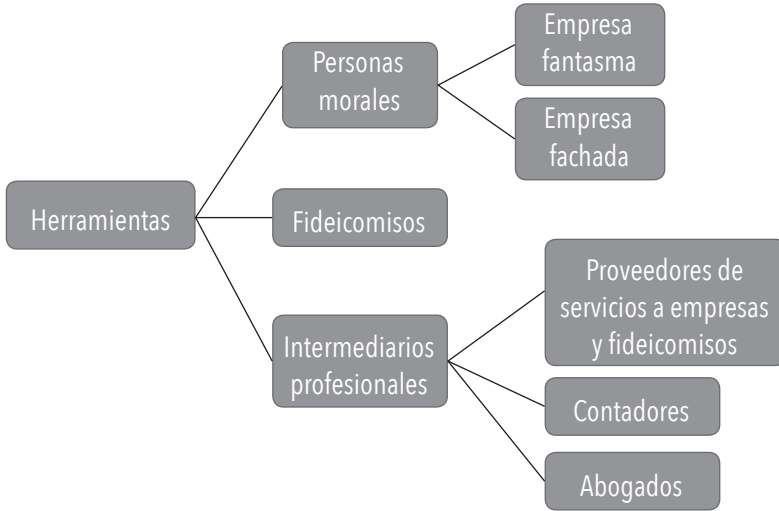 Herramientas
Personas
morales
Empresa
fantasma
Empresa
fachada
Fideicomisos
Intermediarios
profesionales
Proveedores de
servicios a empresas
y fideicomisos
Contadores
Abogados